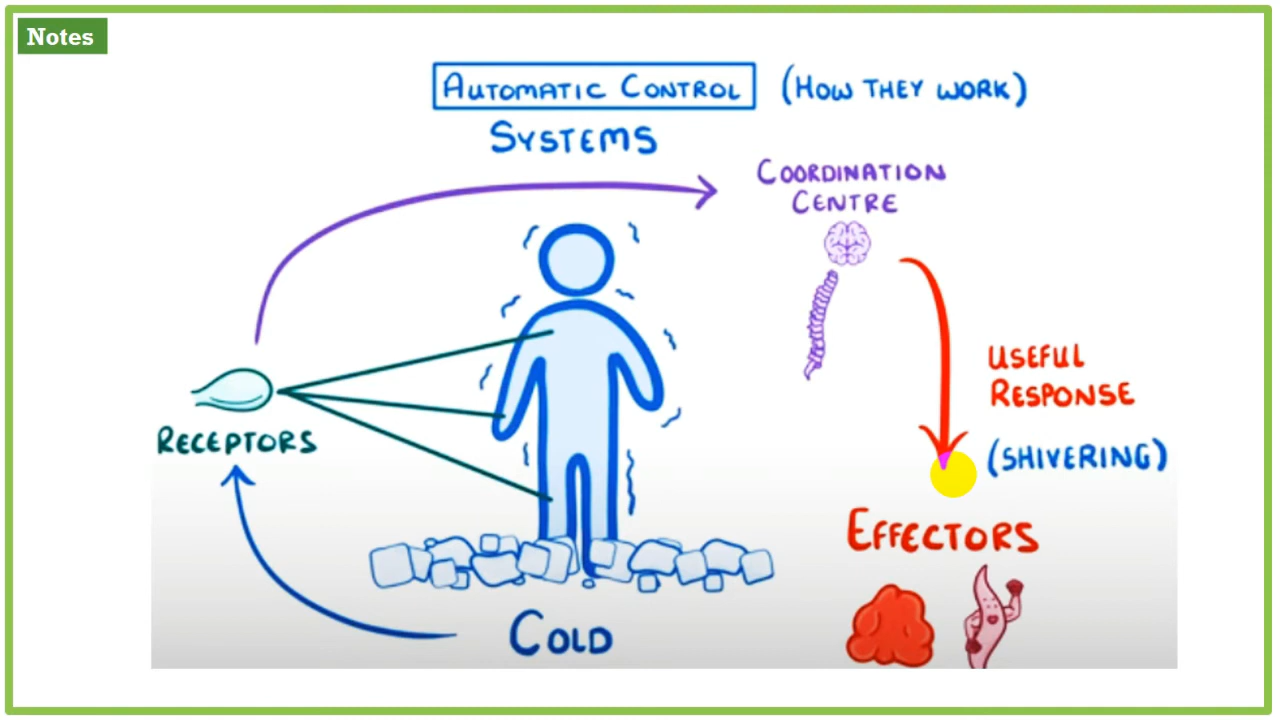 Notes
AUTOMATIC CONTROL (HOW THEY WORK)
SYSTEMS
COORDINATION
CENTRE
USEFUL
RESPONSE
RECEPTORS
(SHIVERING)
EFFECTORS
COLD